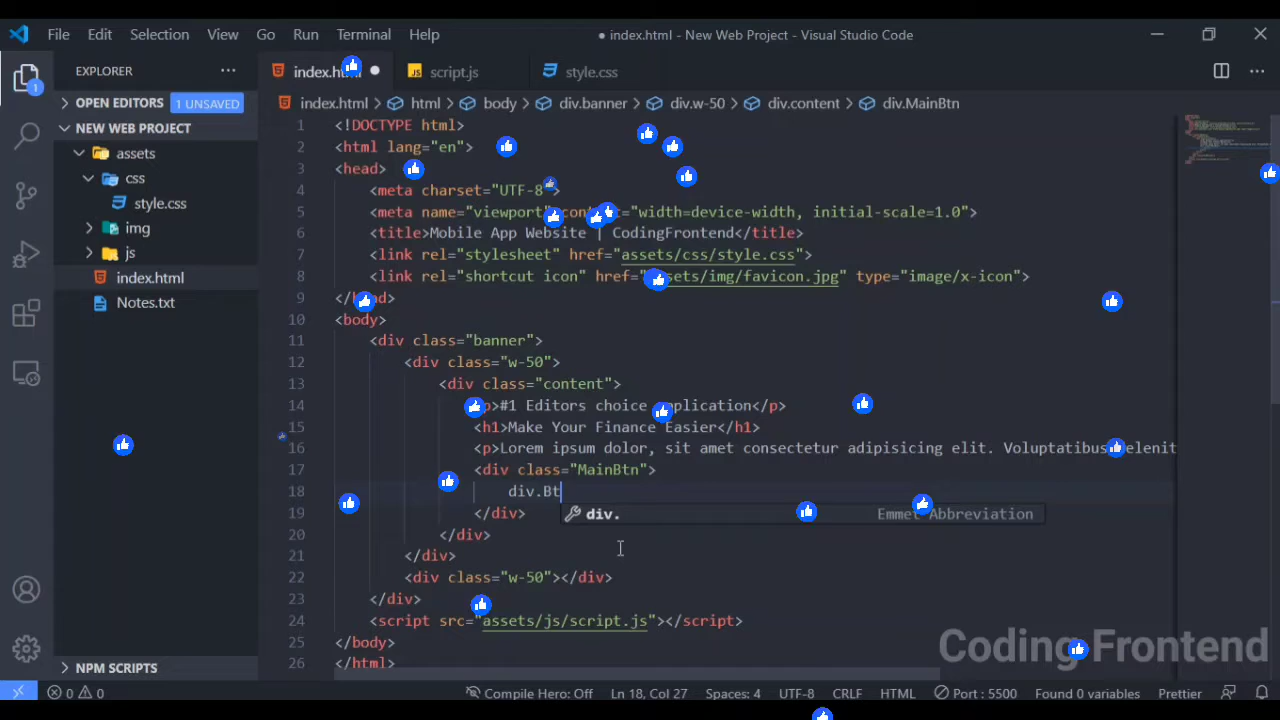 File Edit Selection View Go Run Terminal Help
● index.html - New Web Project - Visual Studio Code
EXPLORER
OPEN EDITORS 1 UNSAVED
NEW WEB PROJECT
assets
css
style.css
img
js
index.html
Notes.txt
NPM SCRIPTS
1
script.js style.css
index.html > html > body > div.banner > div.w-50 > div.content > div.MainBtn
1 <!DOCTYPE html>
2 <html lang="en">
3 <head>
4 <meta charset="UTF-8">
5 <meta name="viewport" ="width=device-width, initial-scale=1.0">
6 <title>Mobile App Website | CodingFrontend</title>
7 <link rel="stylesheet" href="assets/css/style.css">
8 <link rel="shortcut icon" href="assets/img/favicon.jpg" type="image/x-icon">
9 </head>
10 <body>
11 <div class="banner">
12 <div class="w-50">
13 <div class="content">
14 <p>#1 Editors choice application</p>
15 <h1>Make Your Finance Easier</h1>
16 <p>Lorem ipsum dolor, sit amet consectetur adipisicing elit. Voluptatibus elenit
17 <div class="MainBtn">
18 div.Bt
div. Emmet Abbreviation
19 </div>
20 </div>
21 </div>
22 <div class="w-50"></div>
23 </div>
24 <script src="assets/js/script.js"></script>
25 </body>
26 </html>
Coding Frontend
0 0 Compile Hero: Off Ln 18, Col 27 Spaces: 4 UTF-8 CRLF HTML Port : 5500 Found 0 variables Prettier